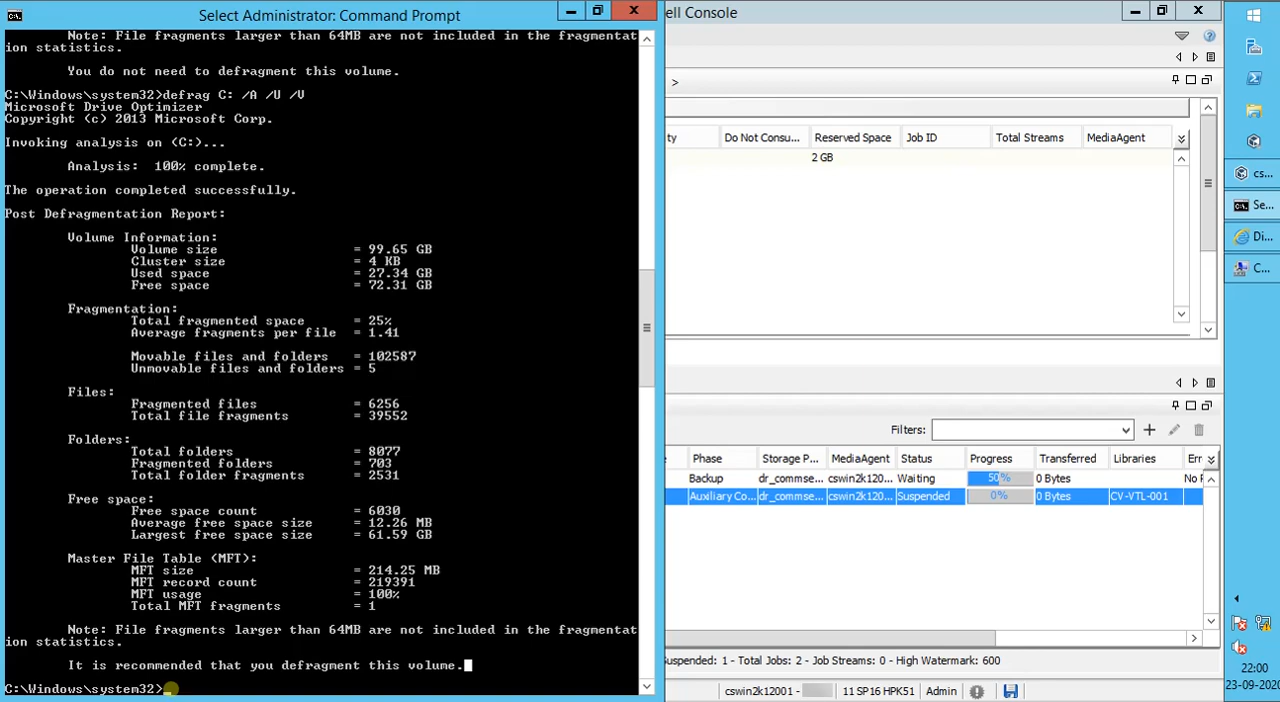 Select Administrator: Command Prompt
Note: File fragments larger than 64MB are not included in the fragmentat
ion statistics.
You do not need to defragment this volume.
C:\Windows\system32>defrag C: /A /U /V
Microsoft Drive Optimizer
Copyright (c) 2013 Microsoft Corp.
Invoking analysis on (C:)...
Analysis: 100% complete.
The operation completed successfully.
Post Defragmentation Report:
Volume Information:
Volume size = 99.65 GB
Cluster size = 4 KB
Used space = 27.34 GB
Free space = 72.31 GB
Fragmentation:
Total fragmented space = 25%
Average fragments per file = 1.41
Movable files and folders = 102587
Unmovable files and folders = 5
Files:
Fragmented files = 6256
Total file fragments = 39552
Folders:
Total folders = 8077
Fragmented folders = 703
Total folder fragments = 2531
Free space:
Free space count = 6030
Average free space size = 12.26 MB
Largest free space size = 61.59 GB
Master File Table (MFT):
MFT size = 214.25 MB
MFT record count = 219391
MFT usage = 100%
Total MFT fragments = 1
Note: File fragments larger than 64MB are not included in the fragmentat
ion statistics.
It is recommended that you defragment this volume.
C:\Windows\system32>
ell Console
>
ty Do Not Consu... Reserved Space Job ID Total Streams MediaAgent
2 GB
Filters:
Phase Storage P... MediaAgent Status Progress Transferred Libraries Err
Backup dr_commse... cswin2k120... Waiting 50% 0 Bytes No F
Auxiliary Co... dr_commse... cswin2k120... Suspended 0% 0 Bytes CV-VTL-001
Suspended: 1 - Total Jobs: 2 - Job Streams: 0 - High Watermark: 600
cswin2k12001 - 11 SP16 HPK51 Admin
cs...
Se...
Di...
C...
22:00
23-09-2020